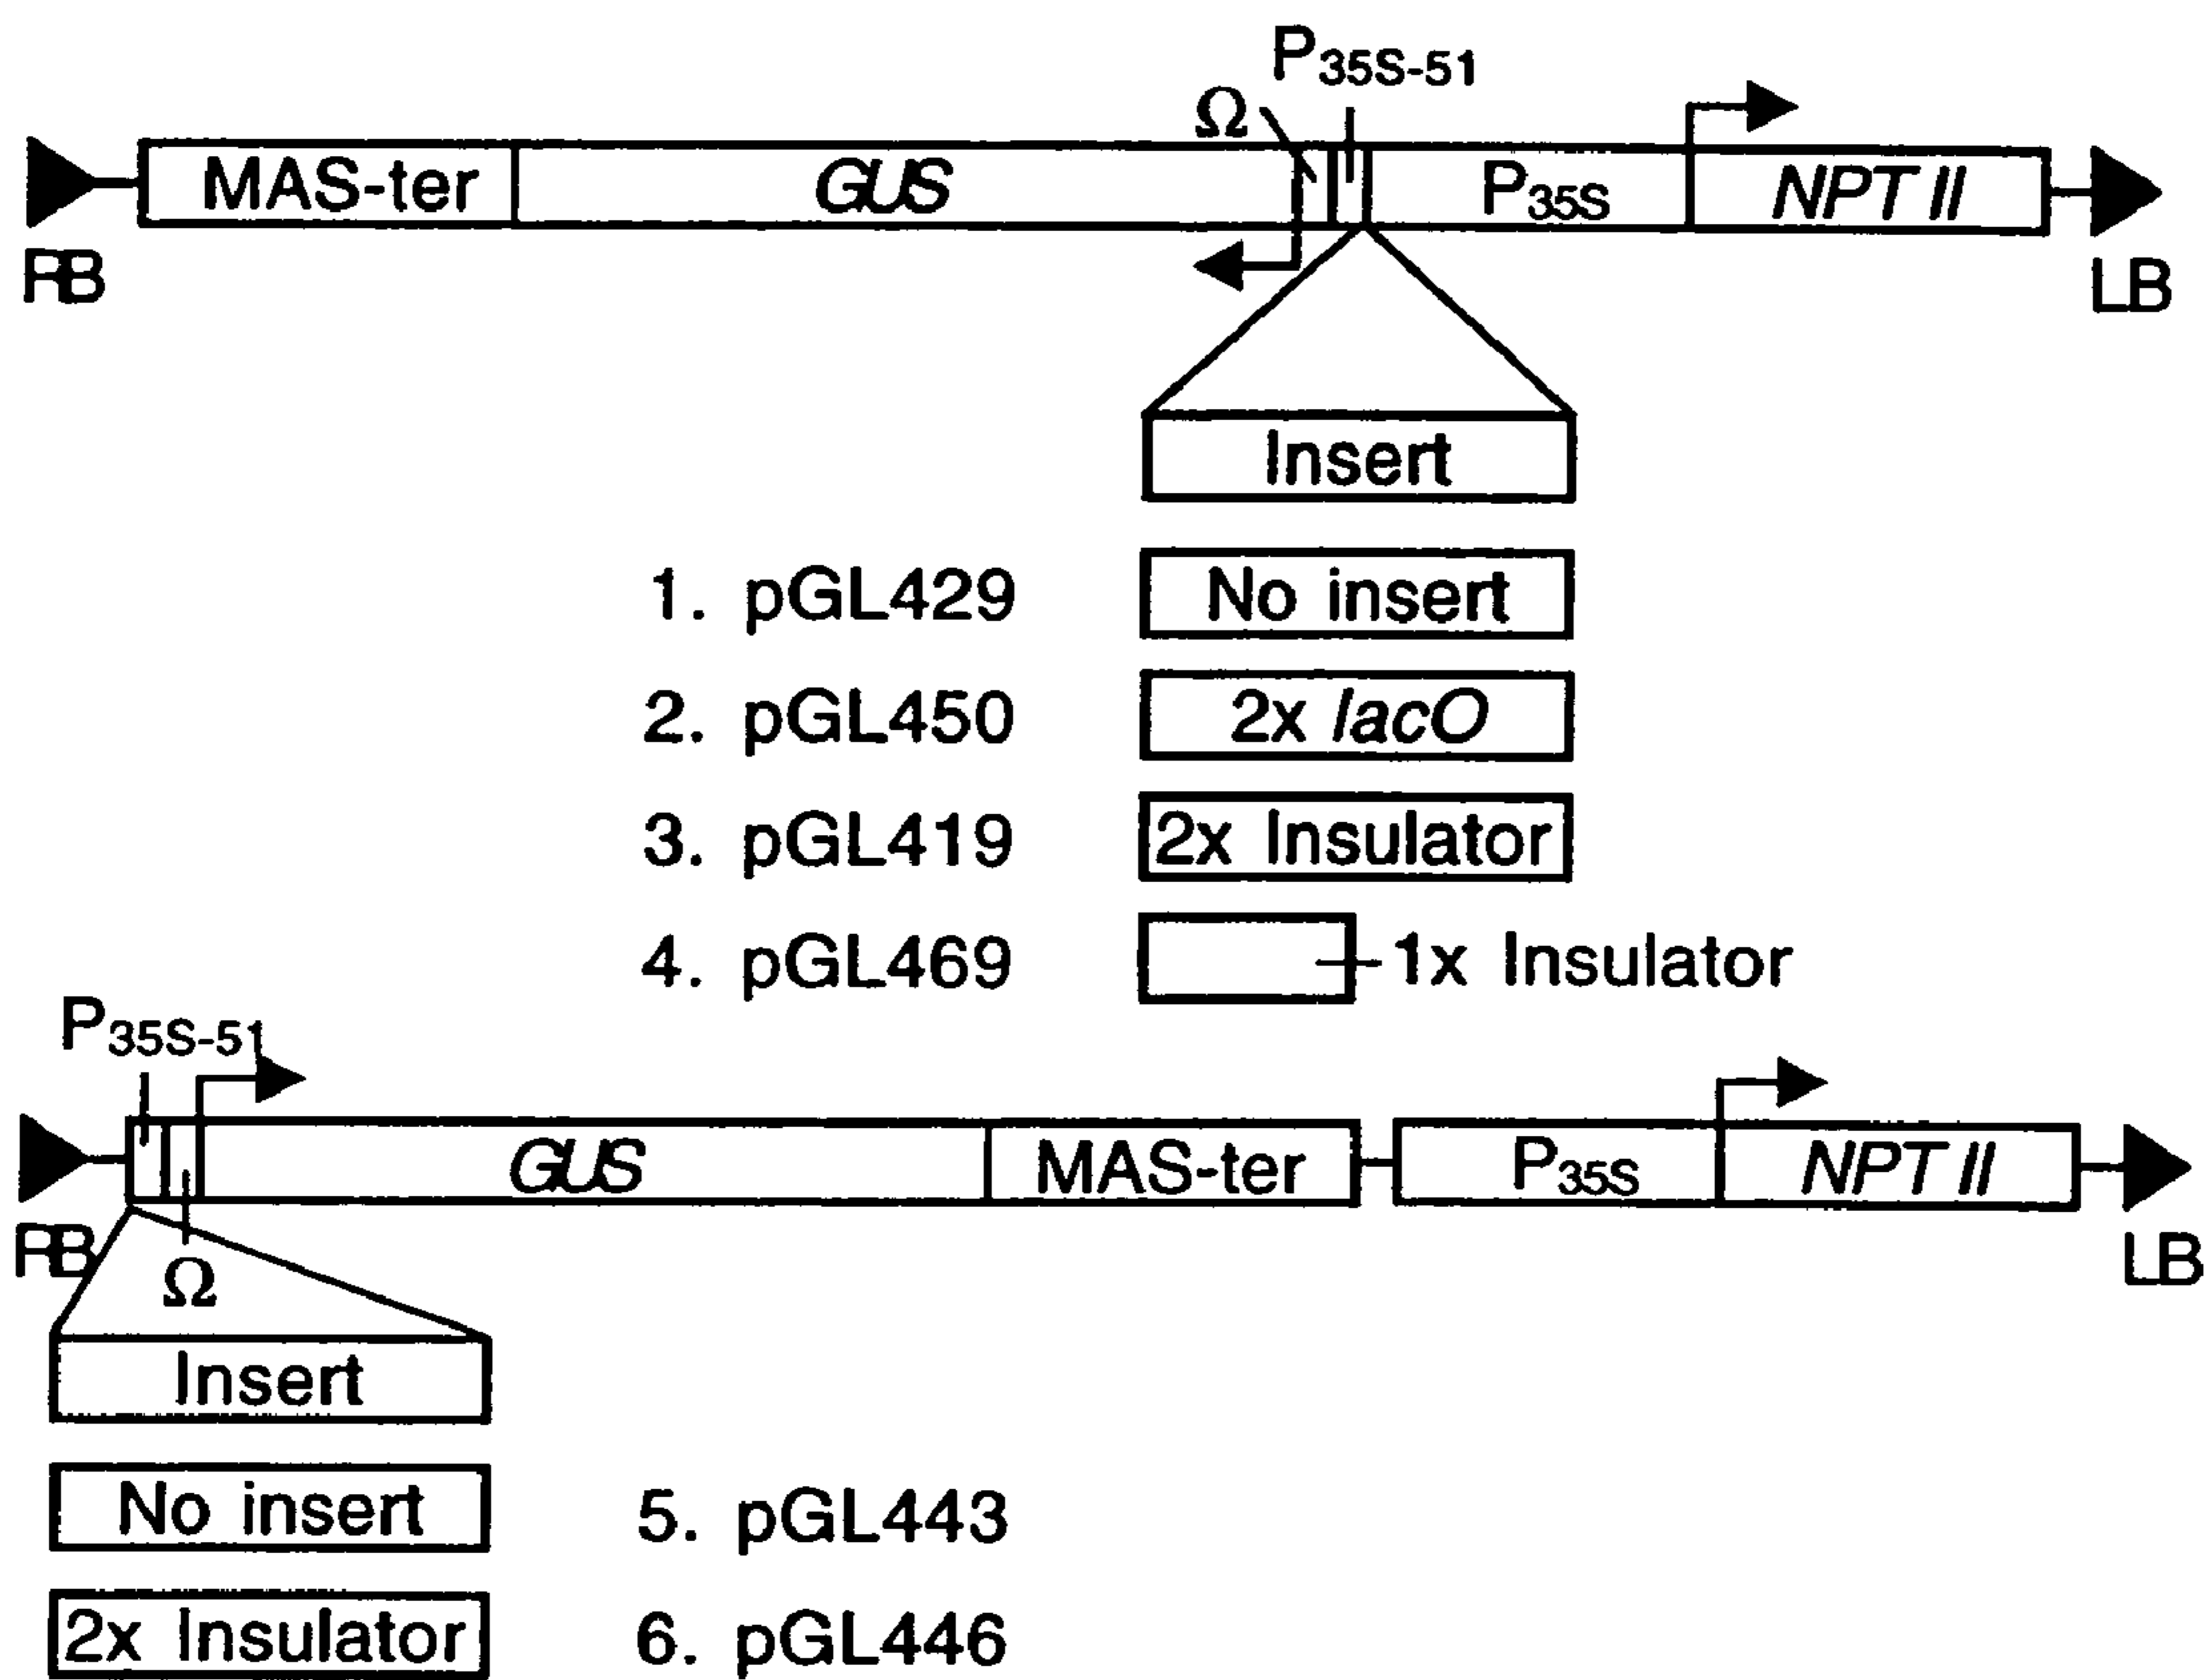 P35S-51
Ω
MAS-ter GUS P35S NPT II
RB LB
Insert
1. pGL429 No insert
2. pGL450 2x lacO
3. pGL419 2x Insulator
4. pGL469 1x Insulator
P35S-51
GUS MAS-ter P35S NPT II
RB Ω LB
Insert
No insert 5. pGL443
2x Insulator 6. pGL446